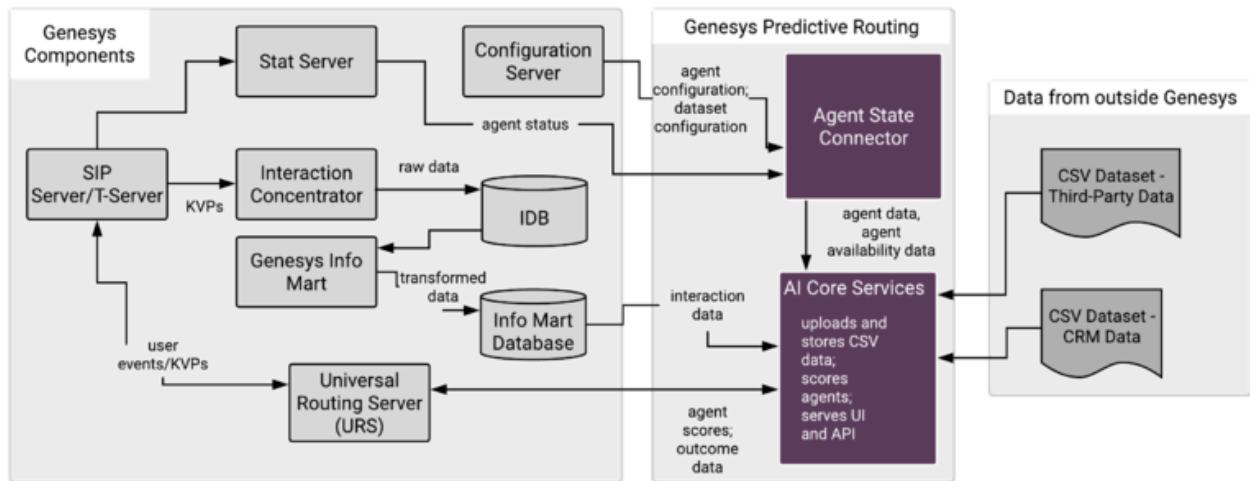 Genesys
Components
Stat Server
Configuration
Server
agent status
SIP
Server/T-Server
KVPs
Interaction
Concentrator
raw data
IDB
Genesys Info
Mart
transformed
data
Info Mart
Database
user
events/KVPs
Universal
Routing Server
(URS)
Genesys Predictive Routing
agent
configuration;
dataset
configuration
Agent State
Connector
agent data,
agent
availability data
interaction
data
AI Core Services
uploads and
stores CSV
data;
scores
agents;
serves UI
and API
agent
scores;
outcome
data
Data from outside Genesys
CSV Dataset -
Third-Party Data
CSV Dataset -
CRM Data